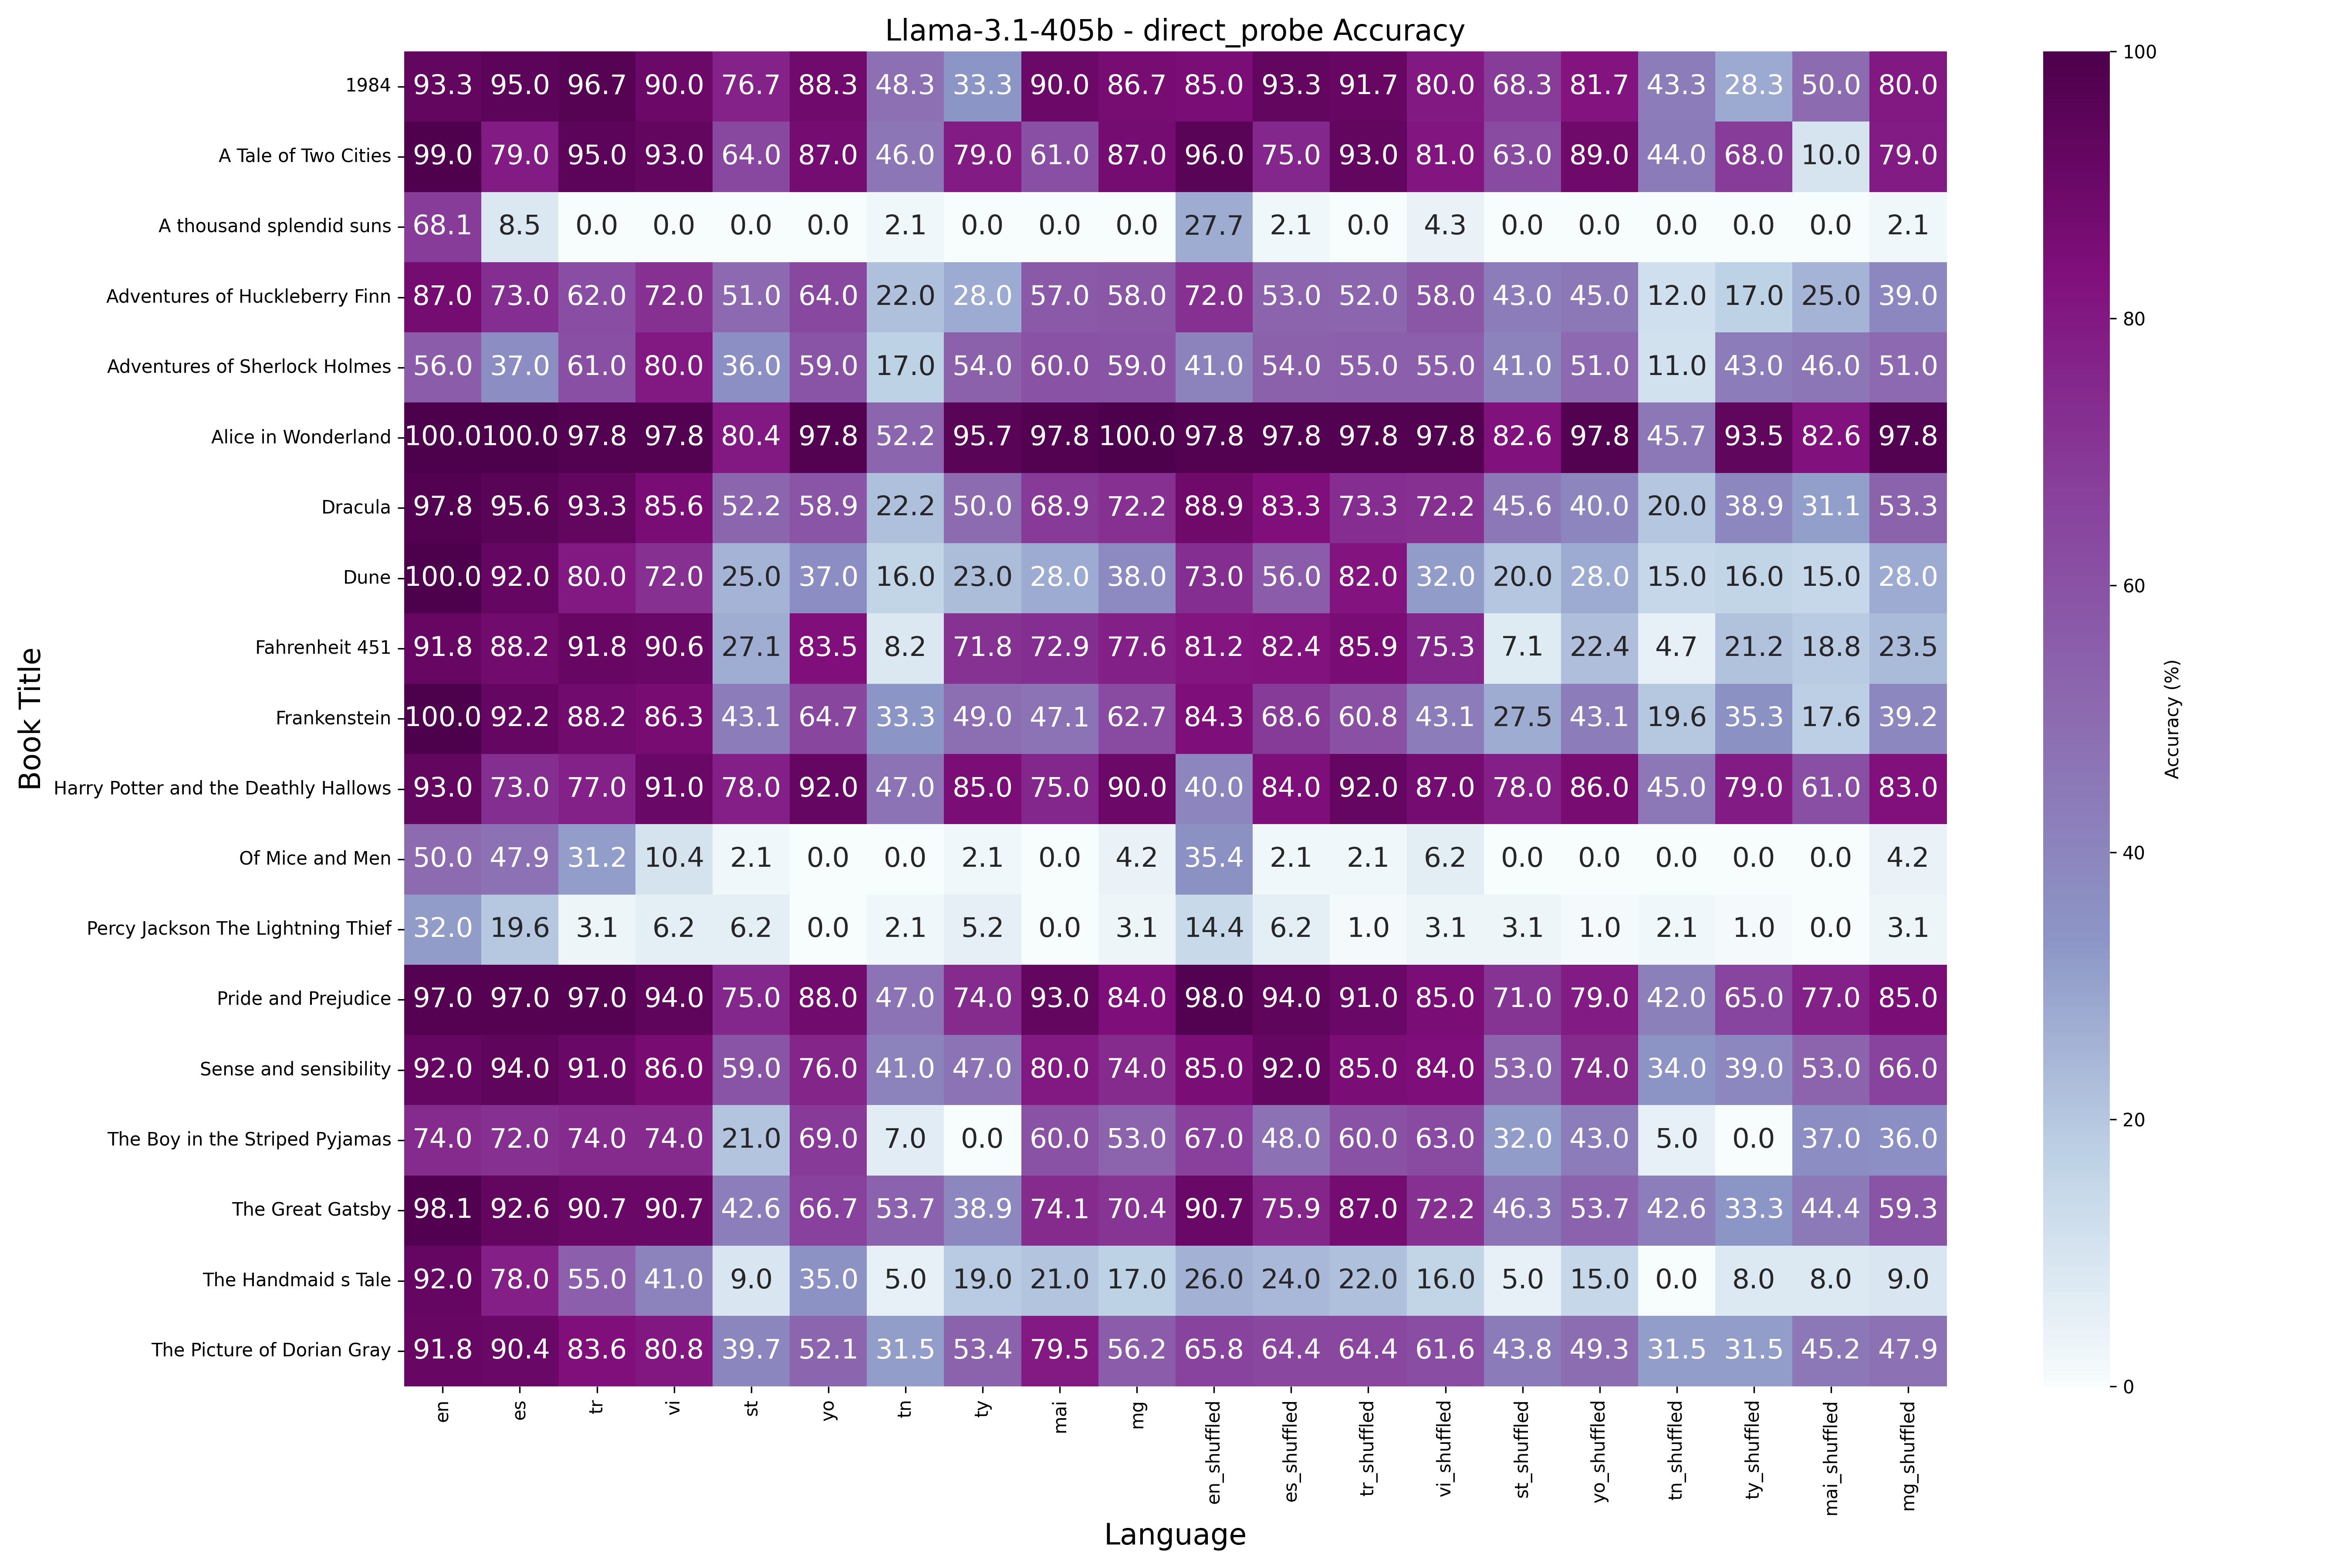 Llama-3.1-405b - direct_probe Accuracy
1984 93.3 95.0 96.7 90.0 76.7 88.3 48.3 33.3 90.0 86.7 85.0 93.3 91.7 80.0 68.3 81.7 43.3 28.3 50.0 80.0
A Tale of Two Cities 99.0 79.0 95.0 93.0 64.0 87.0 46.0 79.0 61.0 87.0 96.0 75.0 93.0 81.0 63.0 89.0 44.0 68.0 10.0 79.0
A thousand splendid suns 68.1 8.5 0.0 0.0 0.0 0.0 2.1 0.0 0.0 0.0 27.7 2.1 0.0 4.3 0.0 0.0 0.0 0.0 0.0 2.1
Adventures of Huckleberry Finn 87.0 73.0 62.0 72.0 51.0 64.0 22.0 28.0 57.0 58.0 72.0 53.0 52.0 58.0 43.0 45.0 12.0 17.0 25.0 39.0
Adventures of Sherlock Holmes 56.0 37.0 61.0 80.0 36.0 59.0 17.0 54.0 60.0 59.0 41.0 54.0 55.0 55.0 41.0 51.0 11.0 43.0 46.0 51.0
Alice in Wonderland 100.0 100.0 97.8 97.8 80.4 97.8 52.2 95.7 97.8 100.0 97.8 97.8 97.8 97.8 82.6 97.8 45.7 93.5 82.6 97.8
Dracula 97.8 95.6 93.3 85.6 52.2 58.9 22.2 50.0 68.9 72.2 88.9 83.3 73.3 72.2 45.6 40.0 20.0 38.9 31.1 53.3
Dune 100.0 92.0 80.0 72.0 25.0 37.0 16.0 23.0 28.0 38.0 73.0 56.0 82.0 32.0 20.0 28.0 15.0 16.0 15.0 28.0
Fahrenheit 451 91.8 88.2 91.8 90.6 27.1 83.5 8.2 71.8 72.9 77.6 81.2 82.4 85.9 75.3 7.1 22.4 4.7 21.2 18.8 23.5
Frankenstein 100.0 92.2 88.2 86.3 43.1 64.7 33.3 49.0 47.1 62.7 84.3 68.6 60.8 43.1 27.5 43.1 19.6 35.3 17.6 39.2
Harry Potter and the Deathly Hallows 93.0 73.0 77.0 91.0 78.0 92.0 47.0 85.0 75.0 90.0 40.0 84.0 92.0 87.0 78.0 86.0 45.0 79.0 61.0 83.0
Of Mice and Men 50.0 47.9 31.2 10.4 2.1 0.0 0.0 2.1 0.0 4.2 35.4 2.1 2.1 6.2 0.0 0.0 0.0 0.0 0.0 4.2
Percy Jackson The Lightning Thief 32.0 19.6 3.1 6.2 6.2 0.0 2.1 5.2 0.0 3.1 14.4 6.2 1.0 3.1 3.1 1.0 2.1 1.0 0.0 3.1
Pride and Prejudice 97.0 97.0 97.0 94.0 75.0 88.0 47.0 74.0 93.0 84.0 98.0 94.0 91.0 85.0 71.0 79.0 42.0 65.0 77.0 85.0
Sense and sensibility 92.0 94.0 91.0 86.0 59.0 76.0 41.0 47.0 80.0 74.0 85.0 92.0 85.0 84.0 53.0 74.0 34.0 39.0 53.0 66.0
The Boy in the Striped Pyjamas 74.0 72.0 74.0 74.0 21.0 69.0 7.0 0.0 60.0 53.0 67.0 48.0 60.0 63.0 32.0 43.0 5.0 0.0 37.0 36.0
The Great Gatsby 98.1 92.6 90.7 90.7 42.6 66.7 53.7 38.9 74.1 70.4 90.7 75.9 87.0 72.2 46.3 53.7 42.6 33.3 44.4 59.3
The Handmaid s Tale 92.0 78.0 55.0 41.0 9.0 35.0 5.0 19.0 21.0 17.0 26.0 24.0 22.0 16.0 5.0 15.0 0.0 8.0 8.0 9.0
The Picture of Dorian Gray 91.8 90.4 83.6 80.8 39.7 52.1 31.5 53.4 79.5 56.2 65.8 64.4 64.4 61.6 43.8 49.3 31.5 31.5 45.2 47.9
en es tr vi st yo tn ty mai mg en_shuffled es_shuffled tr_shuffled vi_shuffled st_shuffled yo_shuffled tn_shuffled ty_shuffled mai_shuffled mg_shuffled
Language
Book Title
100
80
60
40
20
0
Accuracy (%)